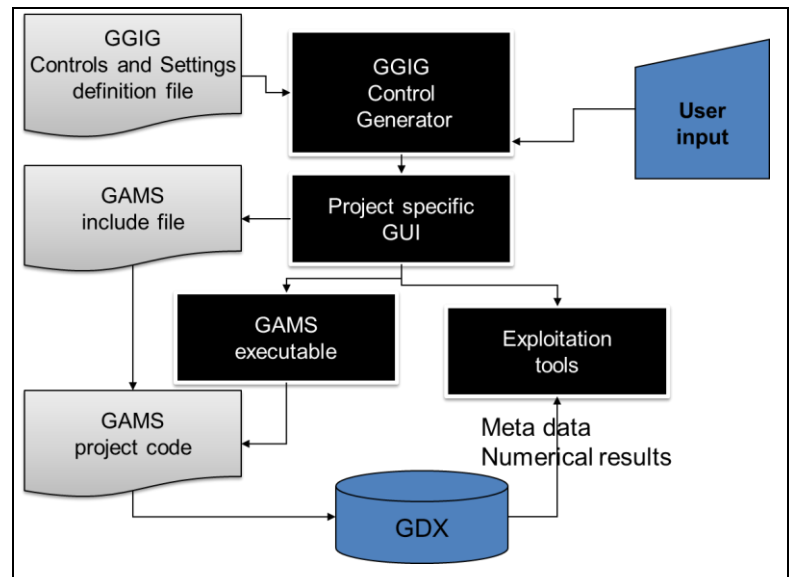 GGIG
Controls and Settings
definition file
GGIG
Control
Generator
User
input
GAMS
include file
Project specific
GUI
GAMS
executable
Exploitation
tools
GAMS
project code
Meta data
Numerical results
GDX